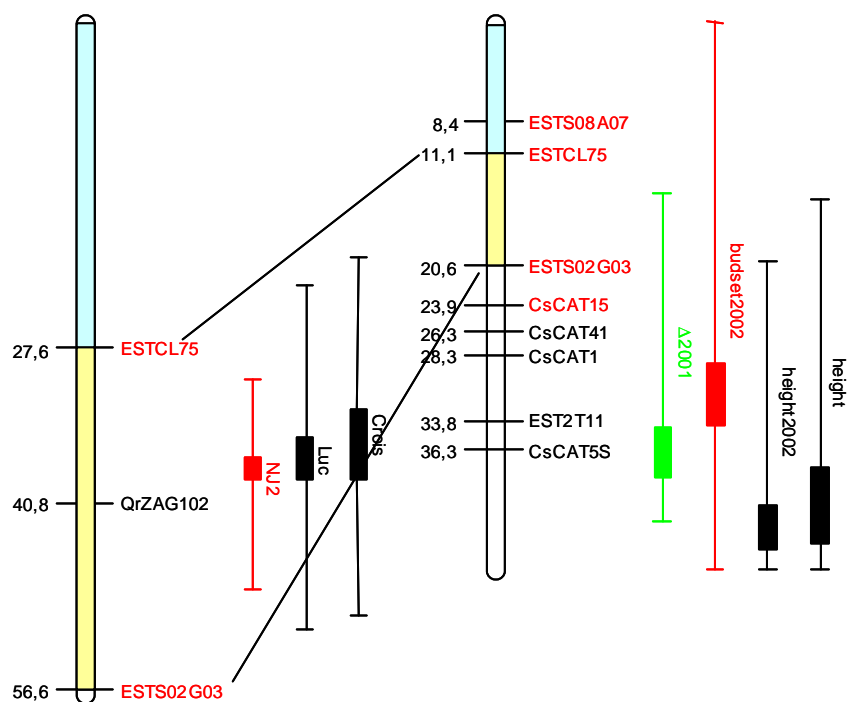 27,6 ESTCL75
40,8 QrZAG102
56,6 ESTS02G03
NJ2
Luc
Crois
8,4 ESTS08A07
11,1 ESTCL75
20,6 ESTS02G03
23,9 CsCAT15
26,3 CsCAT41
28,3 CsCAT1
33,8 EST2T11
36,3 CsCAT5S
Δ2001
budset2002
height2002
height